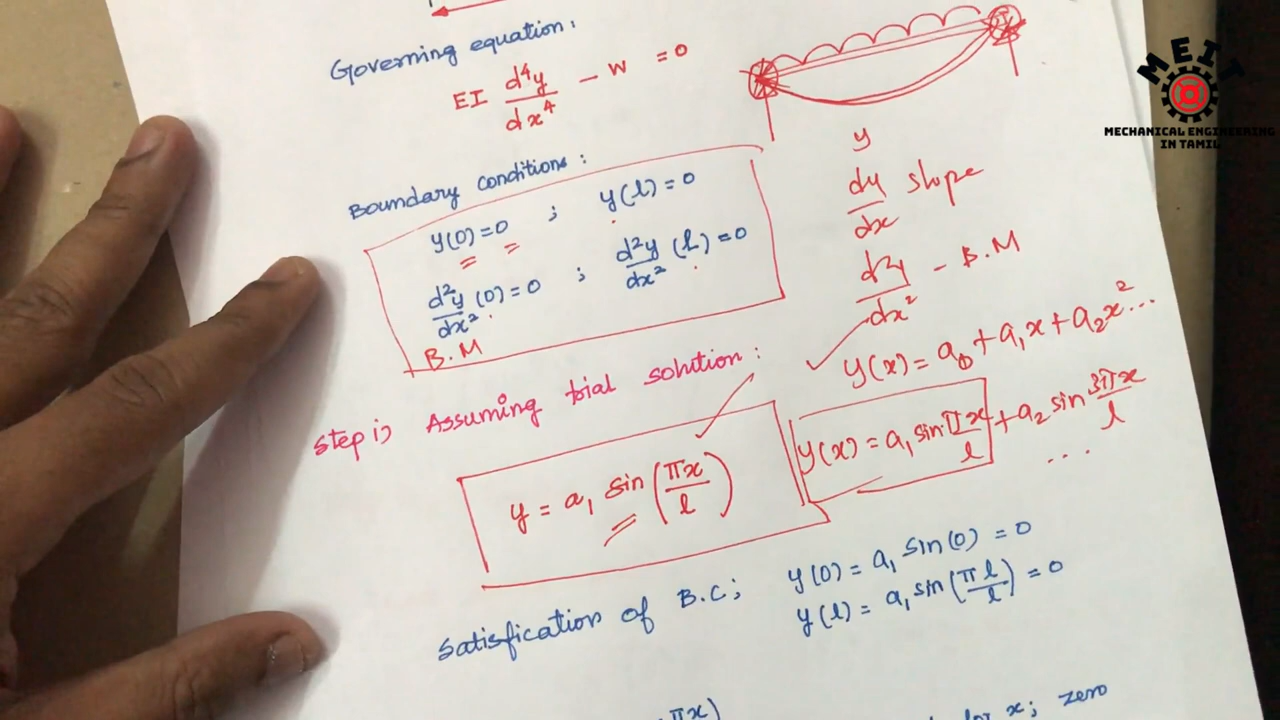 Governing equation:
EI d⁴y/dx⁴ - w = 0
Boundary conditions:
y(0)=0 ; y(l)=0
d²y/dx² (0)=0 ; d²y/dx² (l)=0
B.M
y
dy/dx slope
d²y/dx² - B.M
Step i) Assuming trial solution:
y(x) = a₀ + a₁x + a₂x²...
y = a₁ sin (πx/l)
y(x) = a₁ sin πx/l + a₂ sin 3πx/l ...
Satisfication of B.C; y(0) = a₁ sin(0) = 0
y(l) = a₁ sin(πl/l) = 0
x; zero
MEIT
MECHANICAL ENGINEERING
IN TAMIL